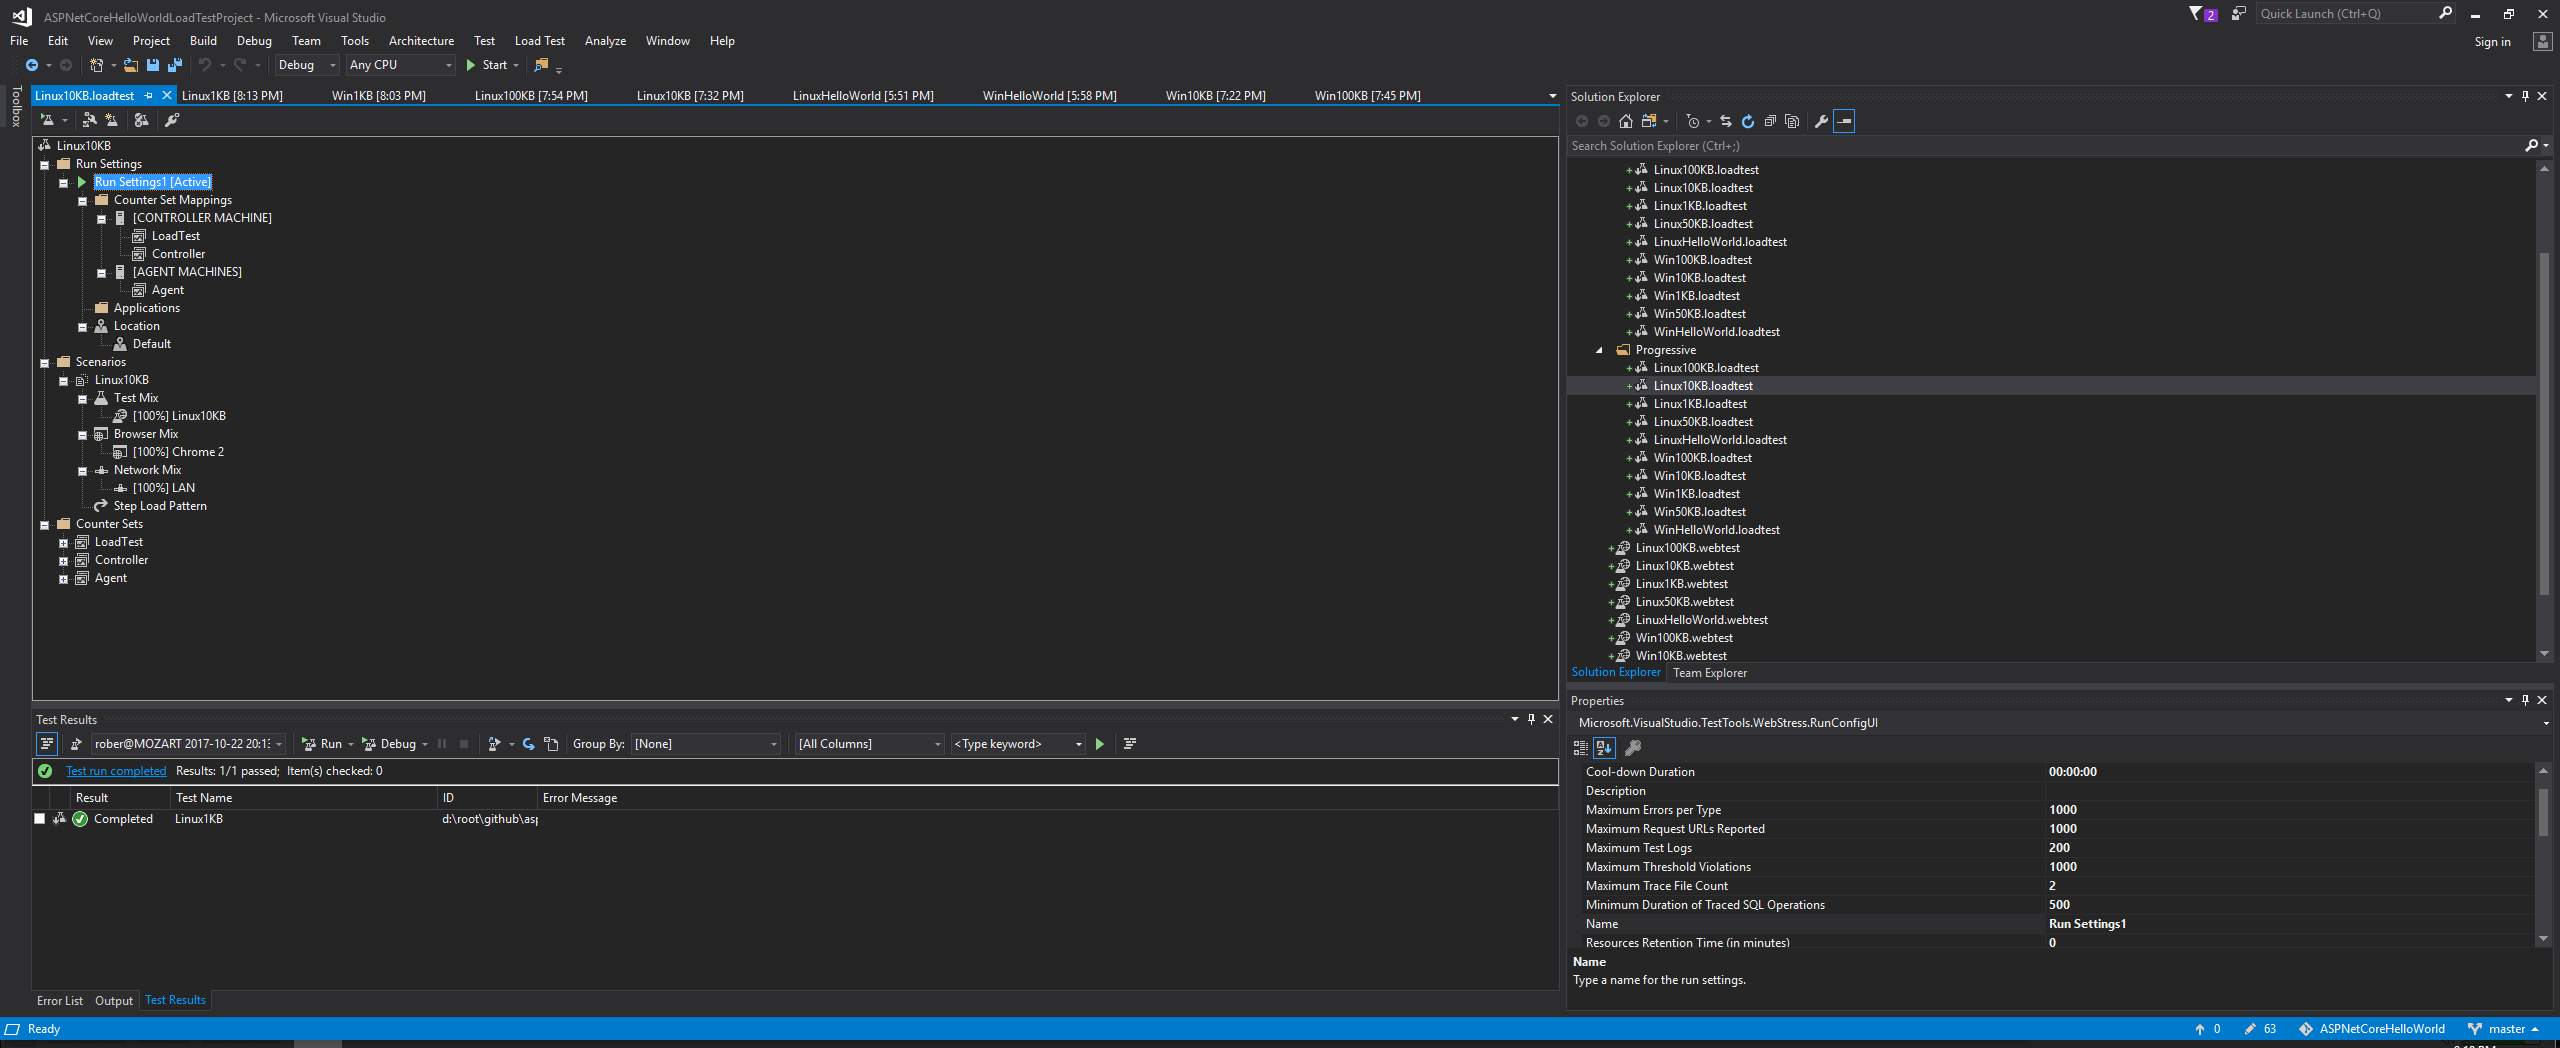 ASPNetCoreHelloWorldLoadTestProject - Microsoft Visual Studio
2
Quick Launch (Ctrl+Q)
File Edit View Project Build Debug Team Tools Architecture Test Load Test Analyze Window Help
Sign in
Debug Any CPU Start
Toolbox
Linux10KB.loadtest Linux1KB [8:13 PM] Win1KB [8:03 PM] Linux100KB [7:54 PM] Linux10KB [7:32 PM] LinuxHelloWorld [5:51 PM] WinHelloWorld [5:58 PM] Win10KB [7:22 PM] Win100KB [7:45 PM]
Linux10KB
Run Settings
Run Settings1 [Active]
Counter Set Mappings
[CONTROLLER MACHINE]
LoadTest
Controller
[AGENT MACHINES]
Agent
Applications
Location
Default
Scenarios
Linux10KB
Test Mix
[100%] Linux10KB
Browser Mix
[100%] Chrome 2
Network Mix
[100%] LAN
Step Load Pattern
Counter Sets
LoadTest
Controller
Agent
Test Results
rober@MOZART 2017-10-22 20:13 Run Debug Group By: [None] [All Columns] <Type keyword>
Test run completed Results: 1/1 passed; Item(s) checked: 0
Result Test Name ID Error Message
Completed Linux1KB d:\root\github\asp
Error List Output Test Results
Solution Explorer
Search Solution Explorer (Ctrl+;)
Linux100KB.loadtest
Linux10KB.loadtest
Linux1KB.loadtest
Linux50KB.loadtest
LinuxHelloWorld.loadtest
Win100KB.loadtest
Win10KB.loadtest
Win1KB.loadtest
Win50KB.loadtest
WinHelloWorld.loadtest
Progressive
Linux100KB.loadtest
Linux10KB.loadtest
Linux1KB.loadtest
Linux50KB.loadtest
LinuxHelloWorld.loadtest
Win100KB.loadtest
Win10KB.loadtest
Win1KB.loadtest
Win50KB.loadtest
WinHelloWorld.loadtest
Linux100KB.webtest
Linux10KB.webtest
Linux1KB.webtest
Linux50KB.webtest
LinuxHelloWorld.webtest
Win100KB.webtest
Win10KB.webtest
Solution Explorer Team Explorer
Properties
Microsoft.VisualStudio.TestTools.WebStress.RunConfigUI
Cool-down Duration 00:00:00
Description
Maximum Errors per Type 1000
Maximum Request URLs Reported 1000
Maximum Test Logs 200
Maximum Threshold Violations 1000
Maximum Trace File Count 2
Minimum Duration of Traced SQL Operations 500
Name Run Settings1
Resources Retention Time (in minutes) 0
Name
Type a name for the run settings.
Ready
0 63 ASPNetCoreHelloWorld master